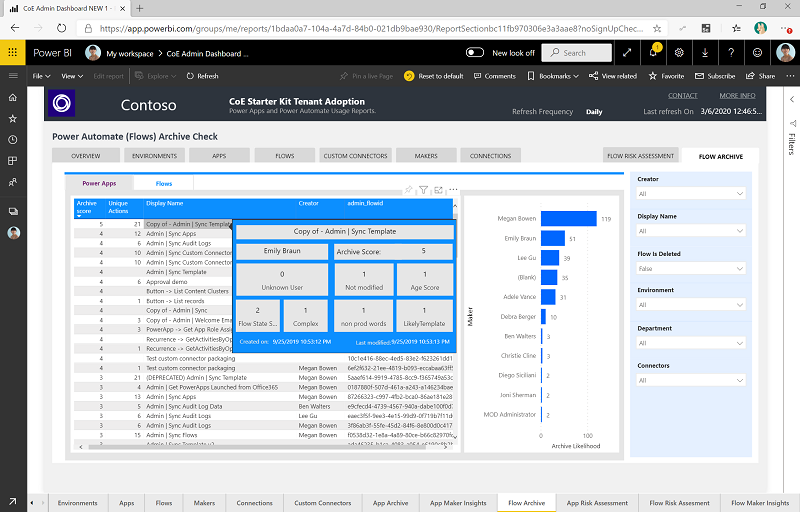 CoE Admin Dashboard NEW 1 -
https://app.powerbi.com/groups/me/reports/1bdaa0a7-104a-4a7d-84b0-021db9bae930/ReportSectionbc11fb970306e3a3aae8?noSignUpChec...
Power BI
My workspace > CoE Admin Dashboard ...
New look off
Search
1
File
View
Edit report
Explore
Refresh
Pin a live Page
Reset to default
Comments
Bookmarks
View related
Favorite
Subscribe
Share
Contoso
CoE Starter Kit Tenant Adoption
Power Apps and Power Automate Usage Reports.
CONTACT
MORE INFO
Refresh Frequency
Daily
Last refresh On
3/6/2020 12:46:5...
Filters
Power Automate (Flows) Archive Check
OVERVIEW
ENVIRONMENTS
APPS
FLOWS
CUSTOM CONNECTORS
MAKERS
CONNECTIONS
FLOW RISK ASSESSMENT
FLOW ARCHIVE
Power Apps
Flows
Archive score
Unique Actions
Display Name
Creator
admin_flowid
5 21 Copy of - Admin | Sync Template
4 12 Admin | Sync Apps
4 6 Admin | Sync Audit Logs
4 10 Admin | Sync Custom Connector
4 10 Admin | Sync Custom Connector
4 Admin | Sync Template
4 6 Approval demo
4 Button -> List Content Clusters
4 1 Button -> List records
4 Copy of - Admin | Sync
4 3 Copy of - Admin | Welcome Ema
4 3 PowerApp -> Get App Role Assig
4 Recurrence -> GetActivitiesByOp
4 1 Recurrence -> GetActivitiesByOp
4 Test custom connector packaging 10c1e416-88ec-4ed5-83e2-f623261dd1
4 1 Test custom connector packaging Megan Bowen 6ef2f632-21ee-4819-b093-eccabaa63f5
3 21 (DEPRECATED) Admin | Sync Template Megan Bowen 5aaef614-9919-4785-8cc9-f365749a53c
3 4 Admin | Get PowerApps Launched from Office365 Megan Bowen 0187880f-507d-461a-a243-a146234bae
3 13 Admin | Sync Apps Megan Bowen 87266323-c997-4fb2-bca0-86ae181e28
3 5 Admin | Sync Audit Log Data Ben Walters e9cfecd4-4739-4567-940a-dabe100f0d
3 6 Admin | Sync Audit Logs Lee Gu eaec3f5f-9ee3-4e15-99d9-0f719b7f11d
3 6 Admin | Sync Audit Logs Megan Bowen 3f86ab3f-55fe-45d2-84f6-8e800d0c417
3 15 Admin | Sync Flows Megan Bowen f0538d32-1e8a-4a89-80ce-b66c82970fc
Copy of - Admin | Sync Template
Emily Braun
Archive Score:
5
0
Unknown User
1
Not modified
1
Age Score
2
Flow State S...
1
Complex
1
non prod words
1
LikelyTemplate
Created on: 9/25/2019 10:53:12 PM
Last modified: 9/25/2019 10:53:13 PM
Maker
Megan Bowen 119
Emily Braun 51
Lee Gu 39
(Blank) 35
Adele Vance 31
Debra Berger 10
Ben Walters 3
Christie Cline 3
Diego Siciliani 2
Joni Sherman 2
MOD Administrator 2
0 100
Archive Likelihood
Creator
All
Display Name
All
Flow Is Deleted
False
Environment
All
Department
All
Connectors
All
Environments
Apps
Flows
Makers
Connections
Custom Connectors
App Archive
App Maker Insights
Flow Archive
App Risk Assessment
Flow Risk Assesment
Flow Maker Insights